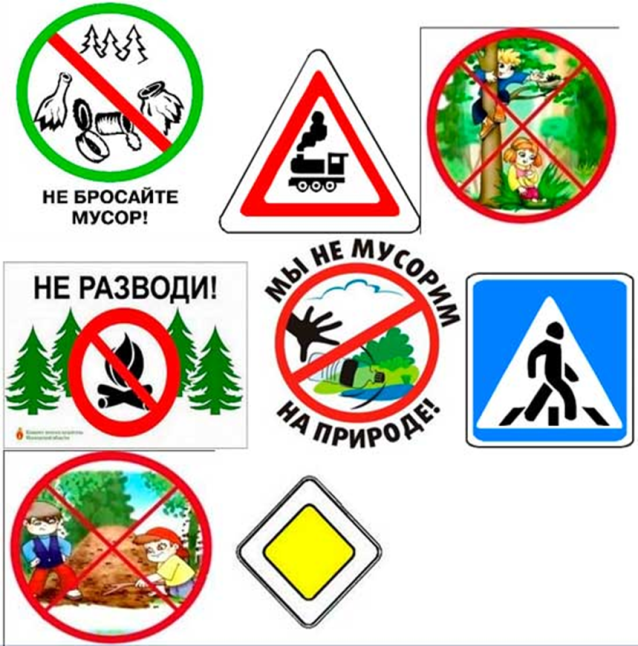 НЕ БРОСАЙТЕ
МУСОР!
НЕ РАЗВОДИ!
МЫ НЕ МУСОРИМ
НА ПРИРОДЕ!